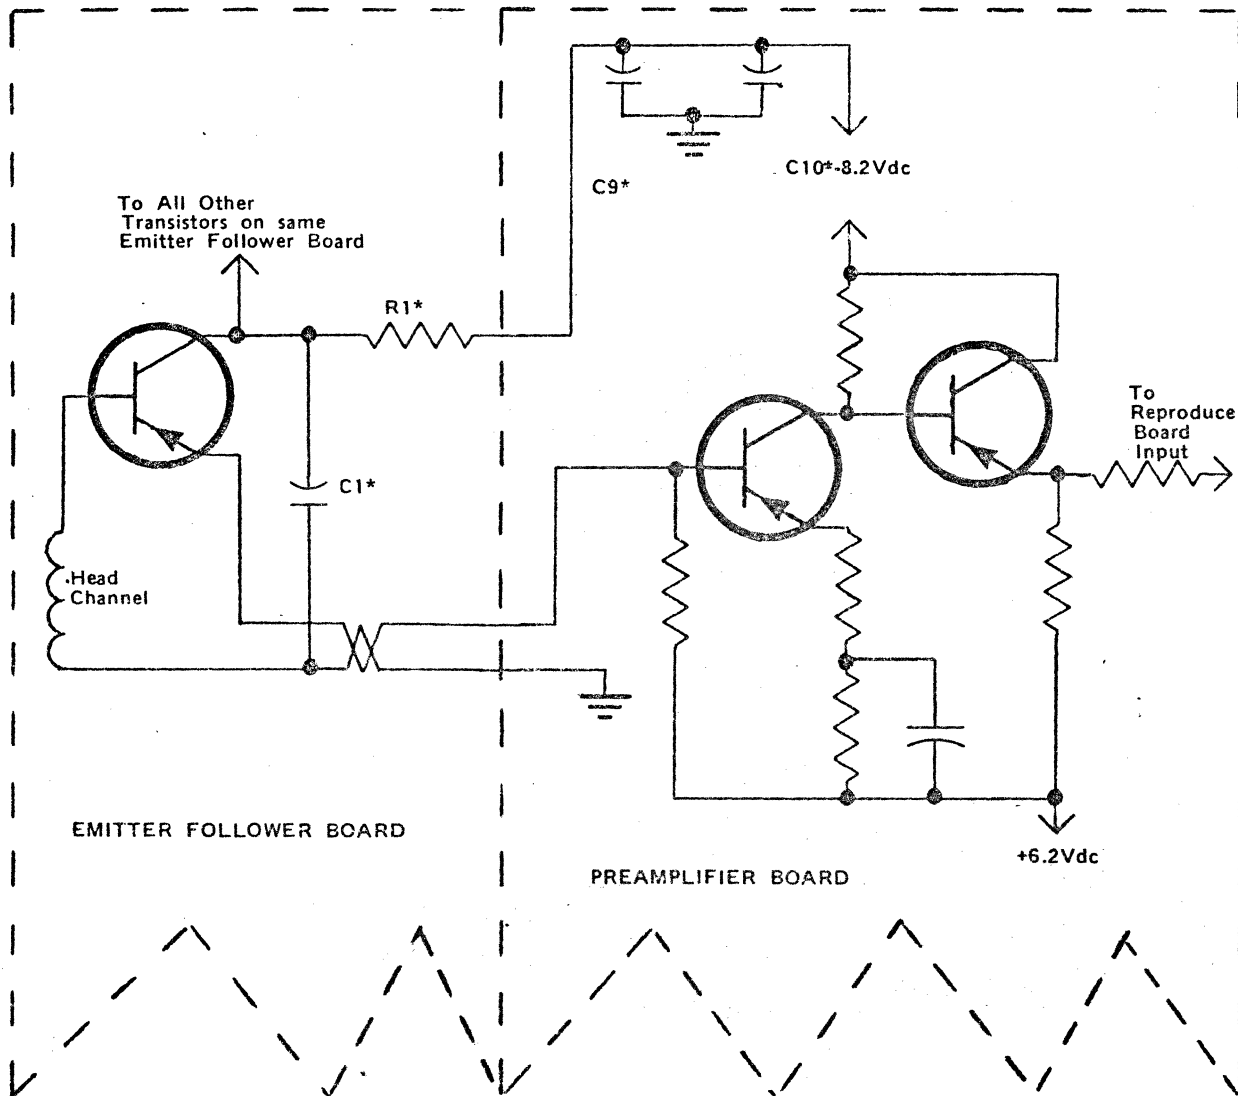 C9*
C10*-8.2Vdc
To All Other
Transistors on same
Emitter Follower Board
R1*
To
Reproduce
Board
Input
C1*
Head
Channel
EMITTER FOLLOWER BOARD
+6.2Vdc
PREAMPLIFIER BOARD